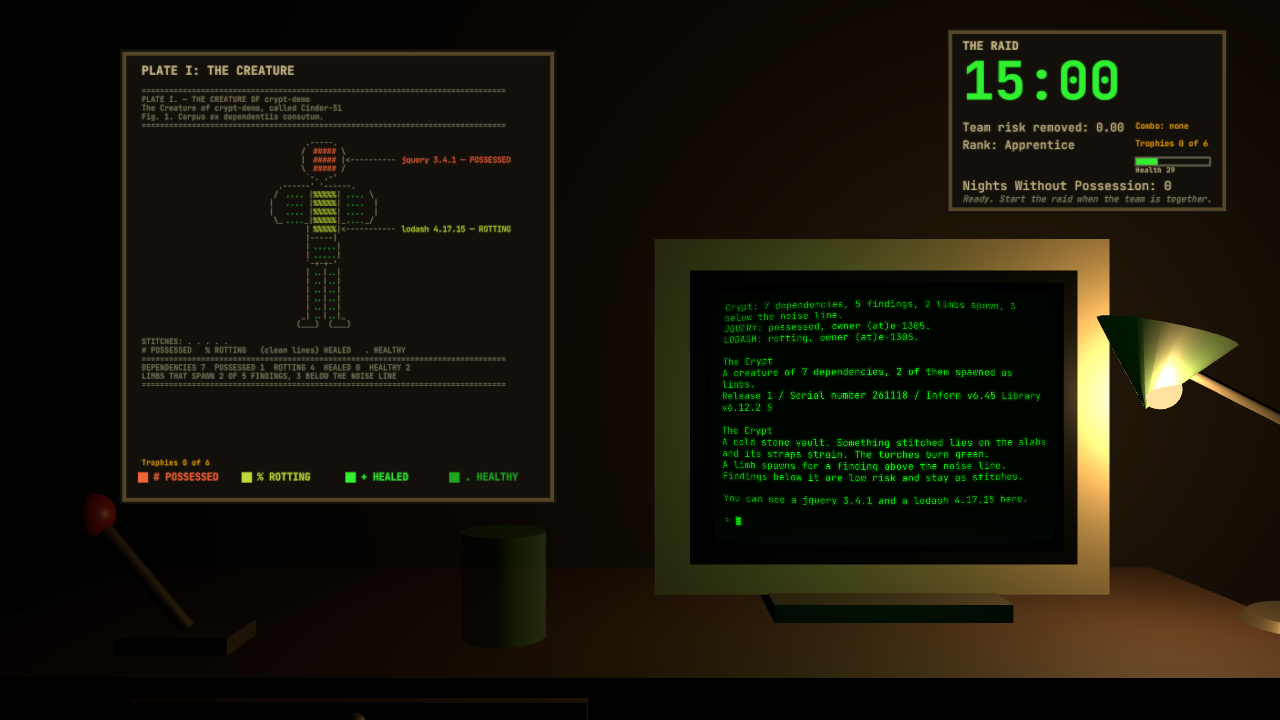 PLATE I: THE CREATURE
PLATE I. — THE CREATURE OF crypt-demo
The Creature of crypt-demo, called Cinder-51
Fig. 1. Corpus ex dependentiis consutum.
jquery 3.4.1 — POSSESSED
lodash 4.17.15 — ROTTING
STITCHES: . . . . .
# POSSESSED % ROTTING (clean lines) HEALED . HEALTHY
DEPENDENCIES 7 POSSESSED 1 ROTTING 4 HEALED 0 HEALTHY 2
LIMBS THAT SPAWN 2 OF 5 FINDINGS, 3 BELOW THE NOISE LINE
Trophies 0 of 6
# POSSESSED % ROTTING + HEALED . HEALTHY
THE RAID
15:00
Team risk removed: 0.00 Combo: none
Rank: Apprentice Trophies 0 of 6
Health 29
Nights Without Possession: 0
Ready. Start the raid when the team is together.
Crypt: 7 dependencies, 5 findings, 2 limbs spawn, 3
below the noise line.
JQUERY: possessed, owner (at)e-1305.
LODASH: rotting, owner (at)e-1305.
The Crypt
A creature of 7 dependencies, 2 of them spawned as
limbs.
Release 1 / Serial number 261118 / Inform v6.45 Library
v6.12.2 S
The Crypt
A cold stone vault. Something stitched lies on the slabs
and its straps strain. The torches burn green.
A limb spawns for a finding above the noise line.
Findings below it are low risk and stay as stitches.
You can see a jquery 3.4.1 and a lodash 4.17.15 here.
>